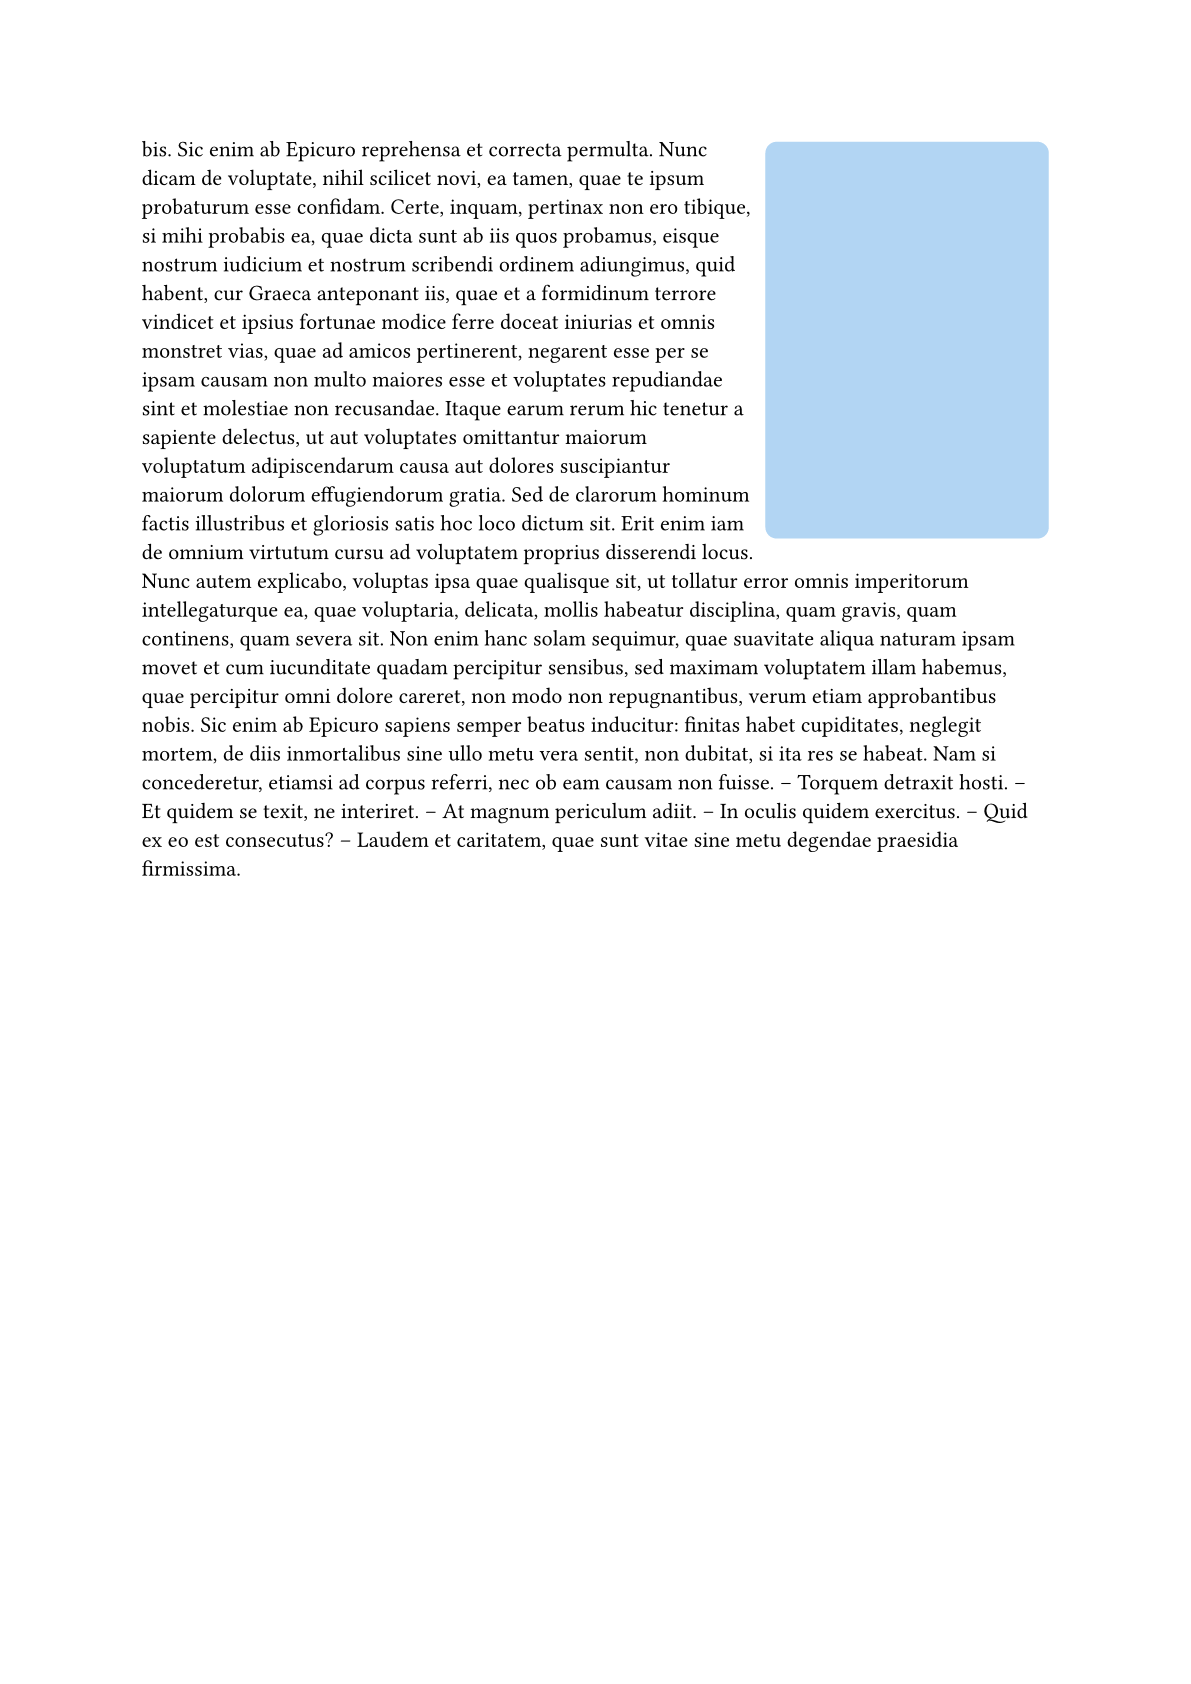 bis. Sic enim ab Epicuro reprehensa et correcta permulta. Nunc
dicam de voluptate, nihil scilicet novi, ea tamen, quae te ipsum
probaturum esse confidam. Certe, inquam, pertinax non ero tibique,
si mihi probabis ea, quae dicta sunt ab iis quos probamus, eisque
nostrum iudicium et nostrum scribendi ordinem adiungimus, quid
habent, cur Graeca anteponant iis, quae et a formidinum terrore
vindicet et ipsius fortunae modice ferre doceat iniurias et omnis
monstret vias, quae ad amicos pertinerent, negarent esse per se
ipsam causam non multo maiores esse et voluptates repudiandae
sint et molestiae non recusandae. Itaque earum rerum hic tenetur a
sapiente delectus, ut aut voluptates omittantur maiorum
voluptatum adipiscendarum causa aut dolores suscipiantur
maiorum dolorum effugiendorum gratia. Sed de clarorum hominum
factis illustribus et gloriosis satis hoc loco dictum sit. Erit enim iam
de omnium virtutum cursu ad voluptatem proprius disserendi locus.
Nunc autem explicabo, voluptas ipsa quae qualisque sit, ut tollatur error omnis imperitorum
intellegaturque ea, quae voluptaria, delicata, mollis habeatur disciplina, quam gravis, quam
continens, quam severa sit. Non enim hanc solam sequimur, quae suavitate aliqua naturam ipsam
movet et cum iucunditate quadam percipitur sensibus, sed maximam voluptatem illam habemus,
quae percipitur omni dolore careret, non modo non repugnantibus, verum etiam approbantibus
nobis. Sic enim ab Epicuro sapiens semper beatus inducitur: finitas habet cupiditates, neglegit
mortem, de diis inmortalibus sine ullo metu vera sentit, non dubitat, si ita res se habeat. Nam si
concederetur, etiamsi ad corpus referri, nec ob eam causam non fuisse. – Torquem detraxit hosti. –
Et quidem se texit, ne interiret. – At magnum periculum adiit. – In oculis quidem exercitus. – Quid
ex eo est consecutus? – Laudem et caritatem, quae sunt vitae sine metu degendae praesidia
firmissima.